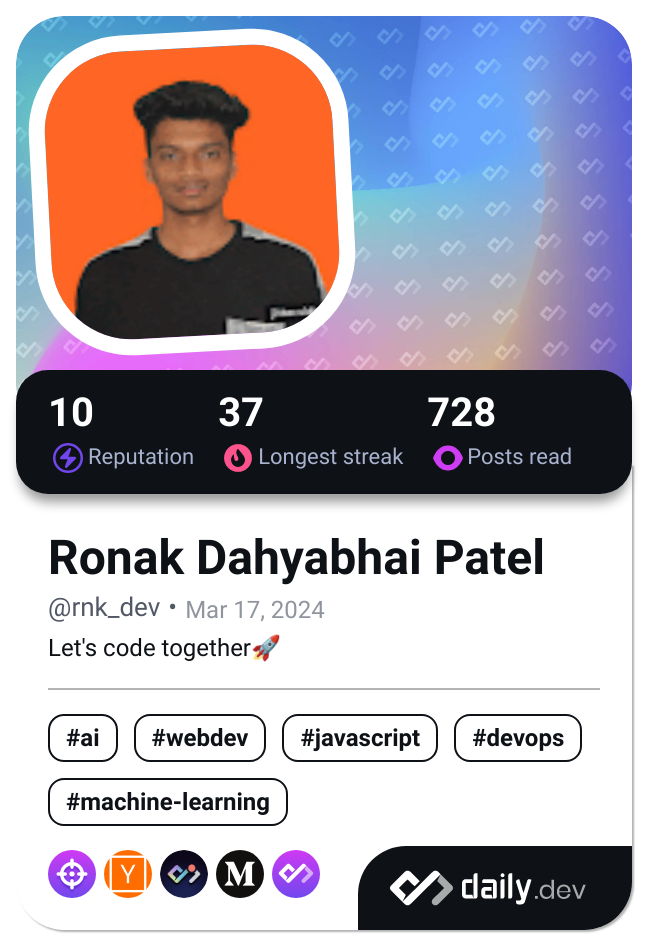 10 37 728
Reputation Longest streak Posts read
Ronak Dahyabhai Patel
@rnk_dev • Mar 17, 2024
Let's code together🚀
#ai #webdev #javascript #devops
#machine-learning
Y M daily.dev